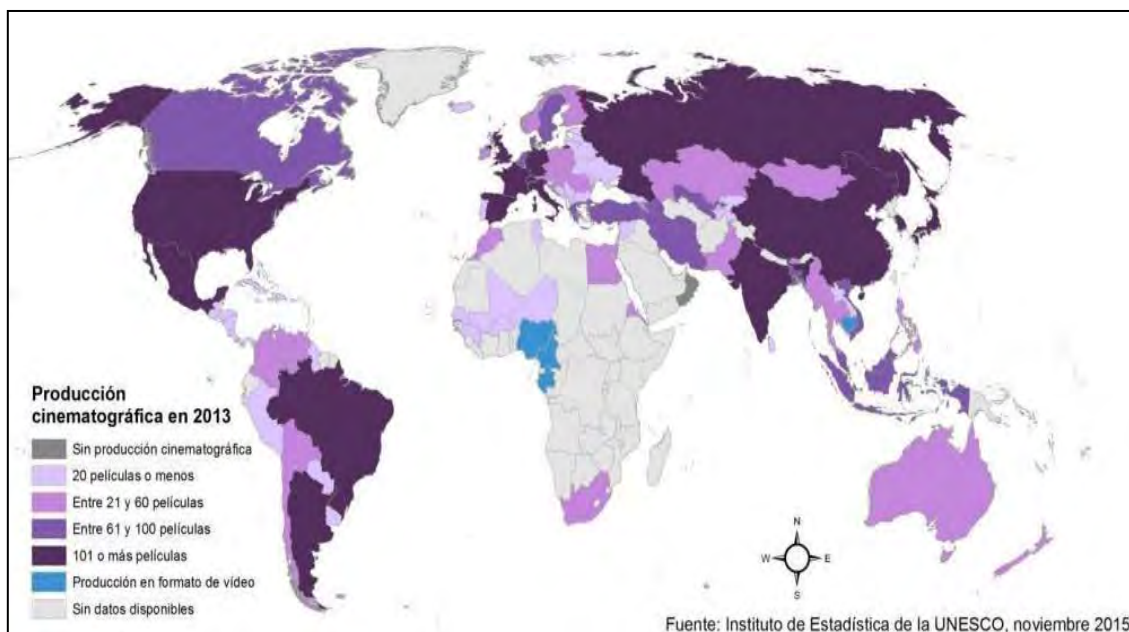 Producción
cinematográfica en 2013
Sin producción cinematográfica
20 películas o menos
Entre 21 y 60 películas
Entre 61 y 100 películas
101 o más películas
Producción en formato de vídeo
Sin datos disponibles
N
W E
S
Fuente: Instituto de Estadística de la UNESCO, noviembre 2015